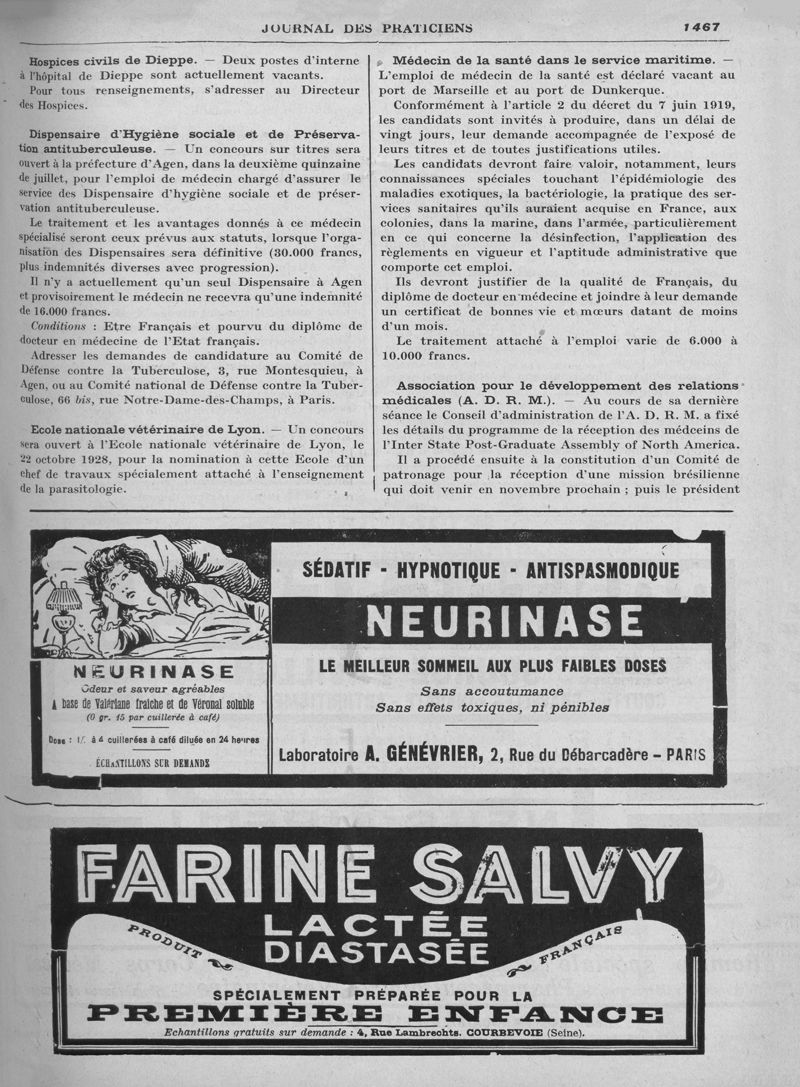 JOURNAL DES PRATICIENS
1467
Hospices civils de Dieppe. — Deux postes d'interne
à l'hôpital de Dieppe sont actuellement vacants.
Pour tous renseignements, s'adresser au Directeur
des Hospices.
Dispensaire d'Hygiène sociale et de Préserva-
tion antituberculeuse. — Un concours sur titres sera
ouvert à la préfecture d'Agen, dans la deuxième quinzaine
de juillet, pour l'emploi de médecin chargé d'assurer le
service des Dispensaire d'hygiène sociale et de préser-
vation antituberculeuse.
Le traitement et les avantages donnés à ce médecin
spécialisé seront ceux prévus aux statuts, lorsque l'orga-
nisation des Dispensaires sera définitive (30.000 francs,
plus indemnités diverses avec progression).
Il n'y a actuellement qu'un seul Dispensaire à Agen
et provisoirement le médecin ne recevra qu'une indemnité
de 16.000 francs.
Conditions : Etre Français et pourvu du diplôme de
docteur en médecine de l'Etat français.
Adresser les demandes de candidature au Comité de
Défense contre la Tuberculose, 3, rue Montesquieu, à
Agen, ou au Comité national de Défense contre la Tuber-
culose, 66 bis, rue Notre-Dame-des-Champs, à Paris.
Ecole nationale vétérinaire de Lyon. — Un concours
sera ouvert à l'Ecole nationale vétérinaire de Lyon, le
22 octobre 1928, pour la nomination à cette Ecole d'un
chef de travaux spécialement attaché à l'enseignement
de la parasitologie.
Médecin de la santé dans le service maritime. —
L'emploi de médecin de la santé est déclaré vacant au
port de Marseille et au port de Dunkerque.
Conformément à l'article 2 du décret du 7 juin 1919,
les candidats sont invités à produire, dans un délai de
vingt jours, leur demande accompagnée de l'exposé de
leurs titres et de toutes justifications utiles.
Les candidats devront faire valoir, notamment, leurs
connaissances spéciales touchant l'épidémiologie des
maladies exotiques, la bactériologie, la pratique des ser-
vices sanitaires qu'ils auraient acquise en France, aux
colonies, dans la marine, dans l'armée, particulièrement
en ce qui concerne la désinfection, l'application des
règlements en vigueur et l'aptitude administrative que
comporte cet emploi.
Ils devront justifier de la qualité de Français, du
diplôme de docteur en médecine et joindre à leur demande
un certificat de bonnes vie et mœurs datant de moins
d'un mois.
Le traitement attaché à l'emploi varie de 6.000 à
10.000 francs.
Association pour le développement des relations
médicales (A. D. R. M.). — Au cours de sa dernière
séance le Conseil d'administration de l'A. D. R. M. a fixé
les détails du programme de la réception des médceins de
l'Inter State Post-Graduate Assembly of North America.
Il a procédé ensuite à la constitution d'un Comité de
patronage pour la réception d'une mission brésilienne
qui doit venir en novembre prochain ; puis le président
NEURINASE
Odeur et saveur agréables
A base de Valériane fraîche et de Véronal soluble
(0 gr. 15 par cuillerée à café)
Dose : à 4 cuillerées à café diluée en 24 heures
ÉCHANTILLONS SUR DEMANDE
SÉDATIF - HYPNOTIQUE - ANTISPASMODIQUE
NEURINASE
LE MEILLEUR SOMMEIL AUX PLUS FAIBLES DOSES
Sans accoutumance
Sans effets toxiques, ni pénibles
Laboratoire A. GÉNÉVRIER, 2, Rue du Débarcadère - PARIS
FARINE SALVY
LACTÉE
DIASTASÉE
PRODUIT FRANÇAIS
SPÉCIALEMENT PRÉPARÉE POUR LA
PREMIÈRE ENFANCE
Echantillons gratuits sur demande : 4, Rue Lambrechts. COURBEVOIE (Seine).